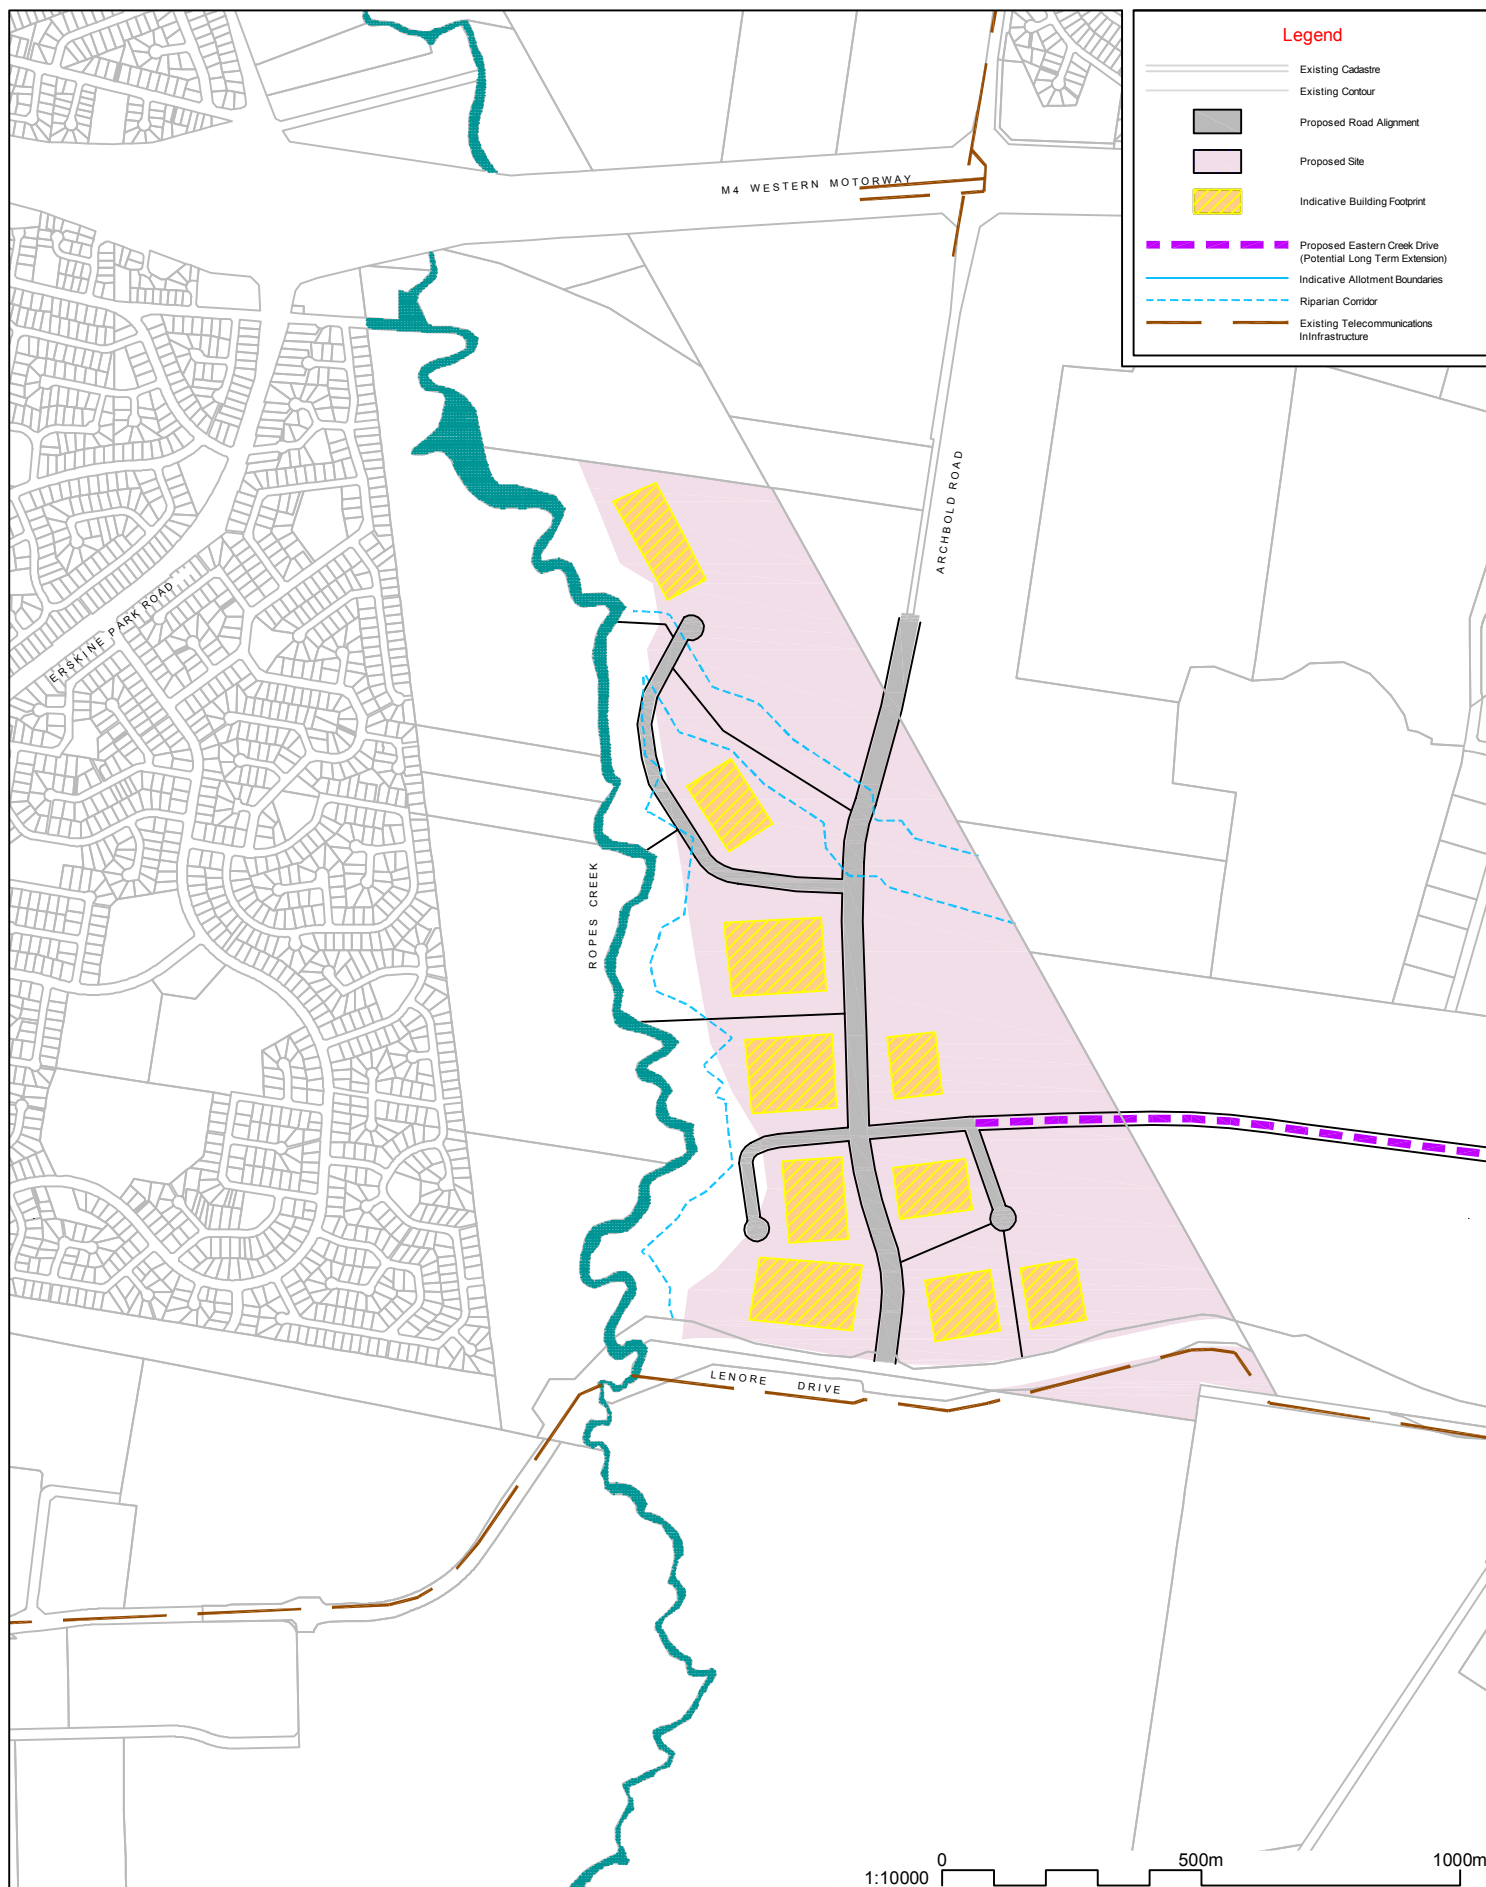 Legend
Existing Cadastre
Existing Contour
Proposed Road Alignment
Proposed Site
Indicative Building Footprint
Proposed Eastern Creek Drive
(Potential Long Term Extension)
Indicative Allotment Boundaries
Riparian Corridor
Existing Telecommunications
InInfrastructure
M4 WESTERN MOTORWAY
ARCHBOLD ROAD
ERSKINE PARK ROAD
ROPES CREEK
LENORE DRIVE
0 500m 1000m
1:10000